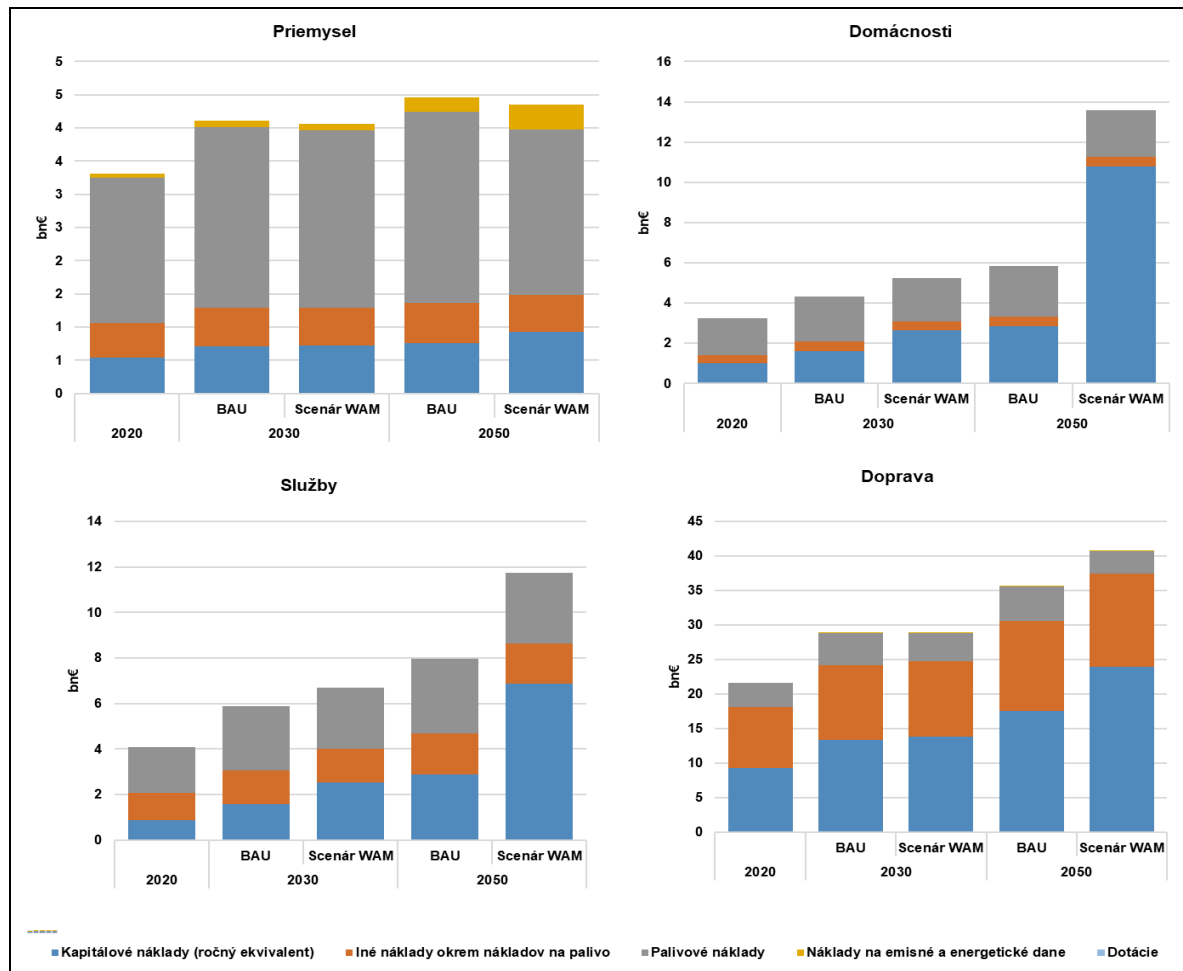 Priemysel
5
5
4
4
3
3
2
2
1
1
0
bn€
BAU Scenár WAM BAU Scenár WAM
2020 2030 2050
Domácnosti
16
14
12
10
8
6
4
2
0
bn€
BAU Scenár WAM BAU Scenár WAM
2020 2030 2050
Služby
14
12
10
8
6
4
2
0
bn€
BAU Scenár WAM BAU Scenár WAM
2020 2030 2050
Doprava
45
40
35
30
25
20
15
10
5
0
bn€
BAU Scenár WAM BAU Scenár WAM
2020 2030 2050
Kapitálové náklady (ročný ekvivalent) Iné náklady okrem nákladov na palivo Palivové náklady Náklady na emisné a energetické dane Dotácie